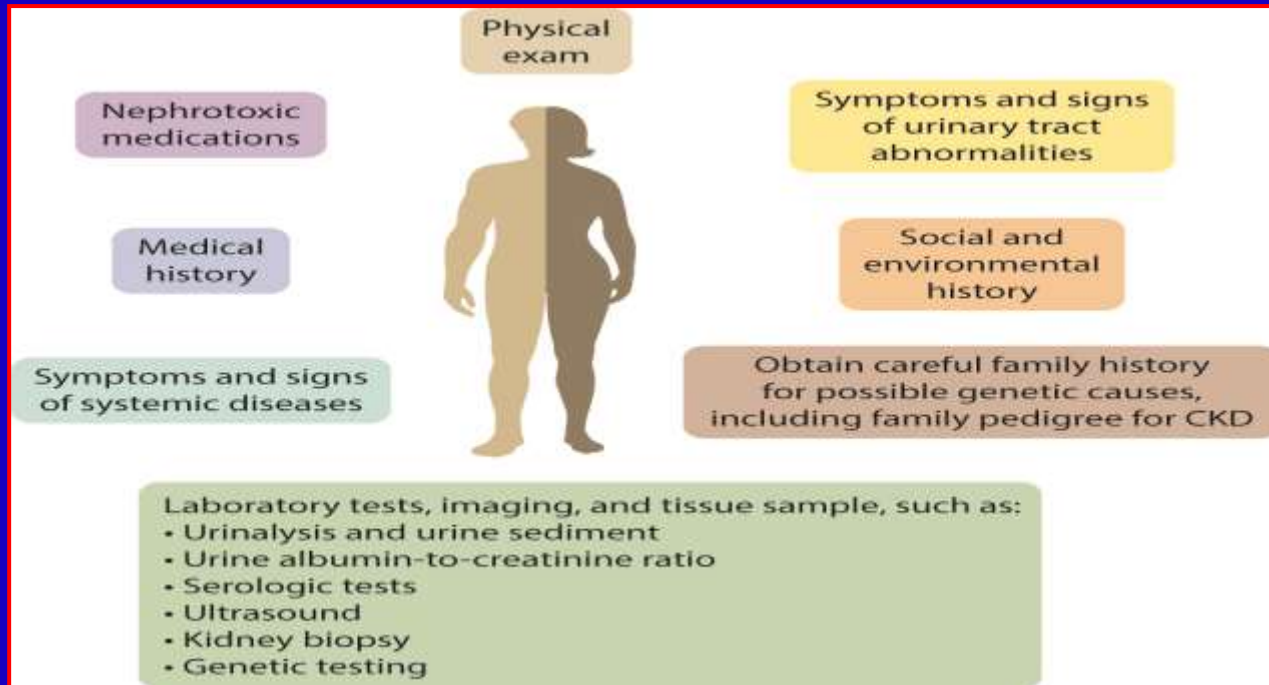 Physical
exam
Nephrotoxic
medications
Symptoms and signs
of urinary tract
abnormalities
Medical
history
Social and
environmental
history
Symptoms and signs
of systemic diseases
Obtain careful family history
for possible genetic causes,
including family pedigree for CKD
Laboratory tests, imaging, and tissue sample, such as:
• Urinalysis and urine sediment
• Urine albumin-to-creatinine ratio
• Serologic tests
• Ultrasound
• Kidney biopsy
• Genetic testing